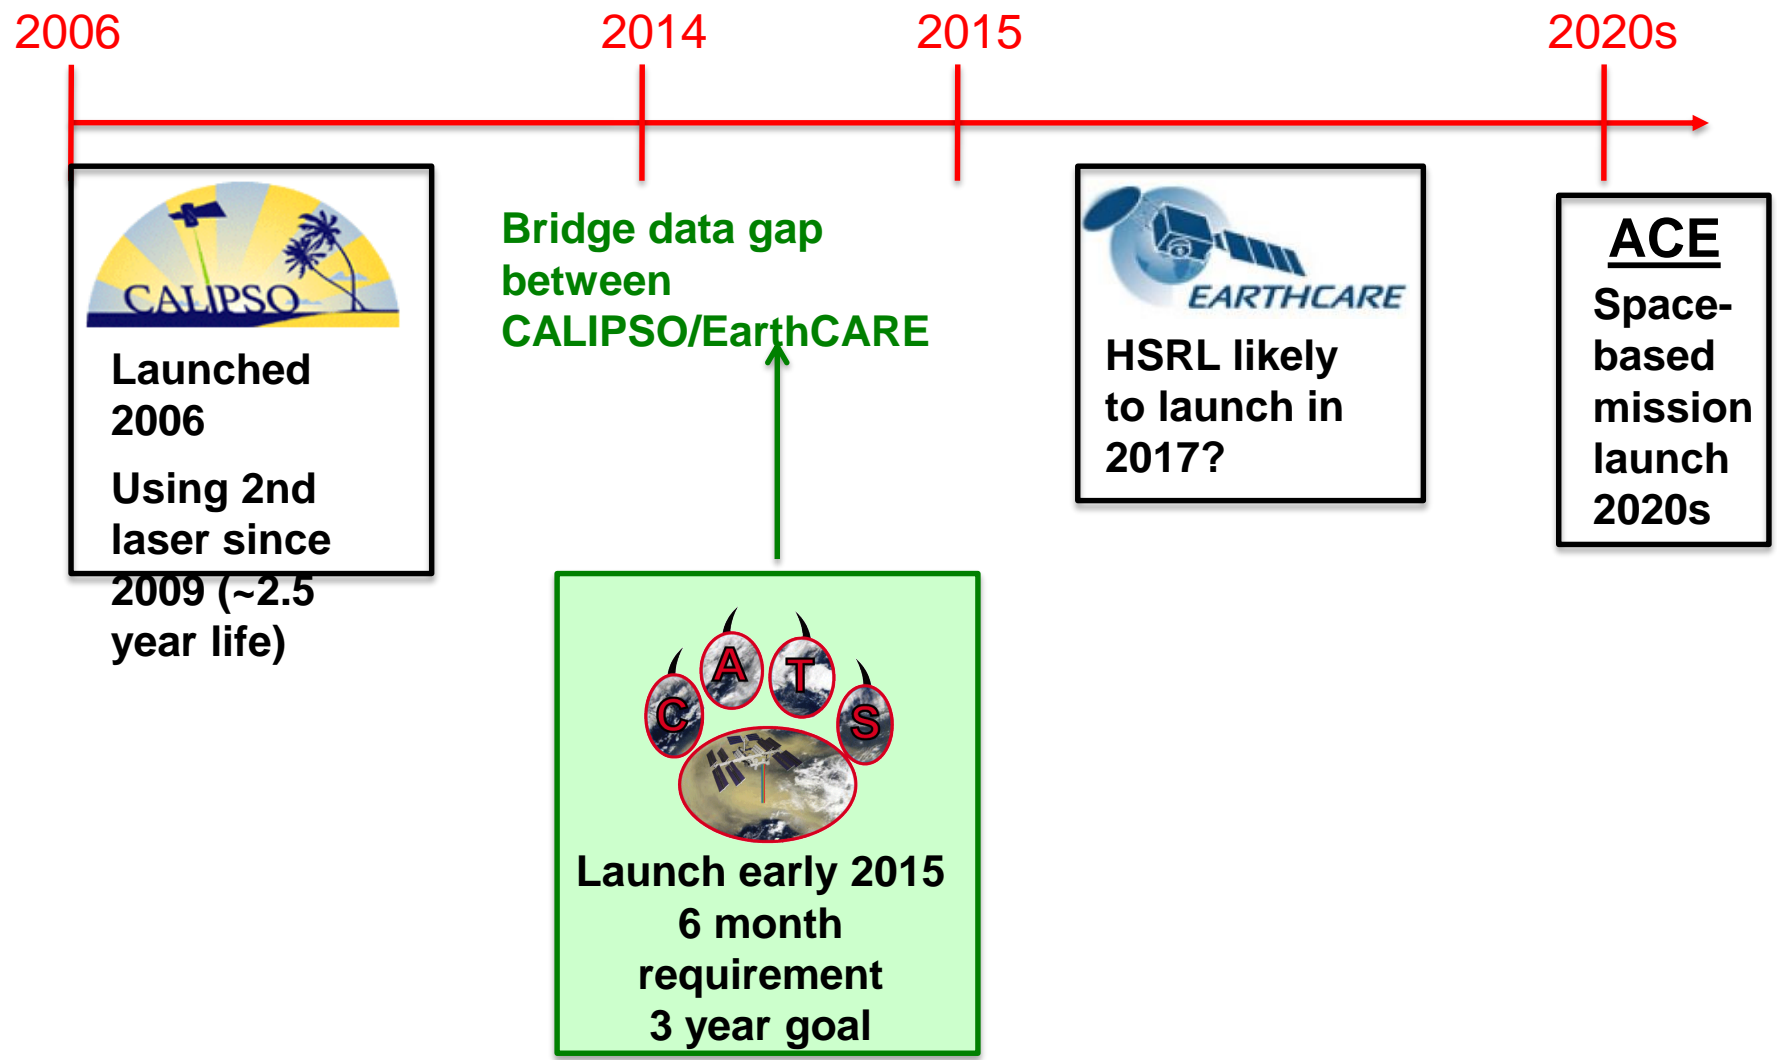 2006
2014
2015
2020s
CALIPSO
Launched
2006
Using 2nd
laser since
2009 (~2.5
year life)
Bridge data gap
between
CALIPSO/EarthCARE
EARTHCARE
HSRL likely
to launch in
2017?
ACE
Space-
based
mission
launch
2020s
C A T S
Launch early 2015
6 month
requirement
3 year goal